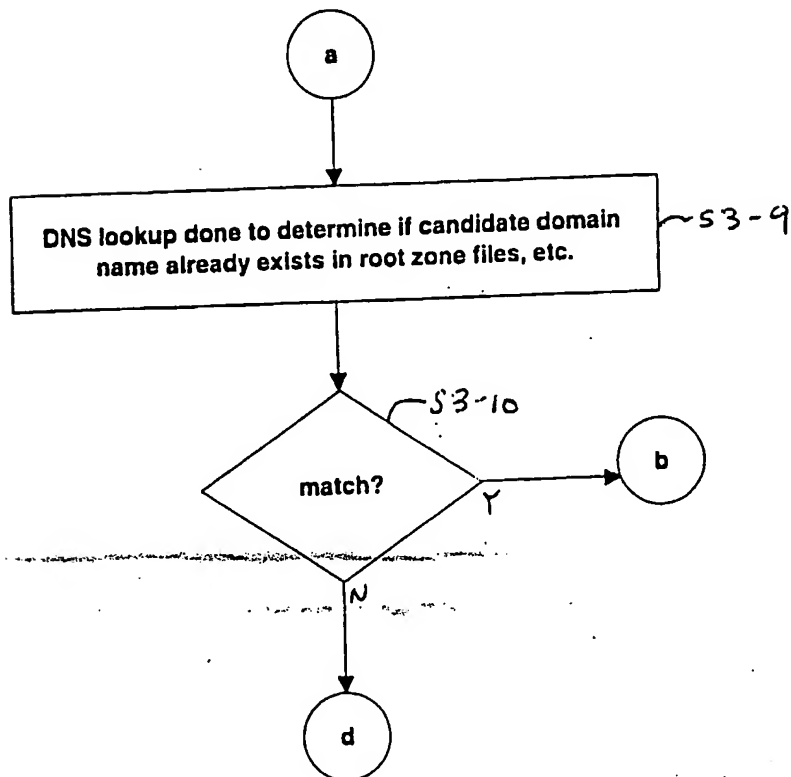 a
DNS lookup done to determine if candidate domain
name already exists in root zone files, etc.
S3-9
S3-10
match?
Y
b
N
d